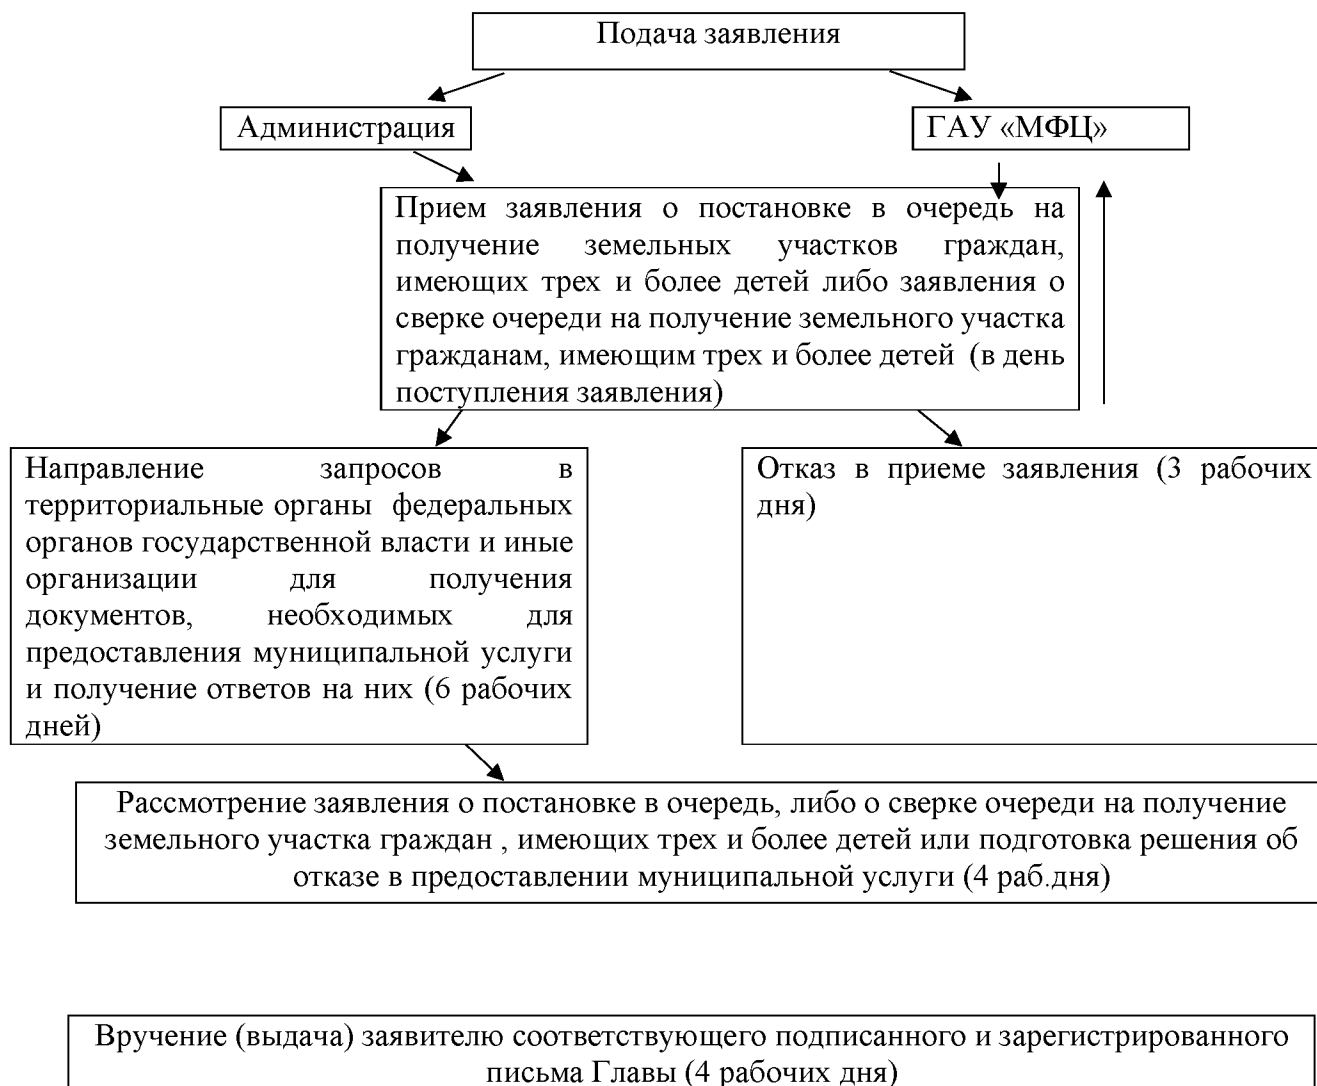 Подача заявления
Администрация
ГАУ «МФЦ»
Прием заявления о постановке в очередь на
получение земельных участков граждан,
имеющих трех и более детей либо заявления о
сверке очереди на получение земельного участка
гражданам, имеющим трех и более детей (в день
поступления заявления)
Направление запросов в
территориальные органы федеральных
органов государственной власти и иные
организации для получения
документов, необходимых для
предоставления муниципальной услуги
и получение ответов на них (6 рабочих
дней)
Отказ в приеме заявления (3 рабочих
дня)
Рассмотрение заявления о постановке в очередь, либо о сверке очереди на получение
земельного участка граждан , имеющих трех и более детей или подготовка решения об
отказе в предоставлении муниципальной услуги (4 раб.дня)
Вручение (выдача) заявителю соответствующего подписанного и зарегистрированного
письма Главы (4 рабочих дня)